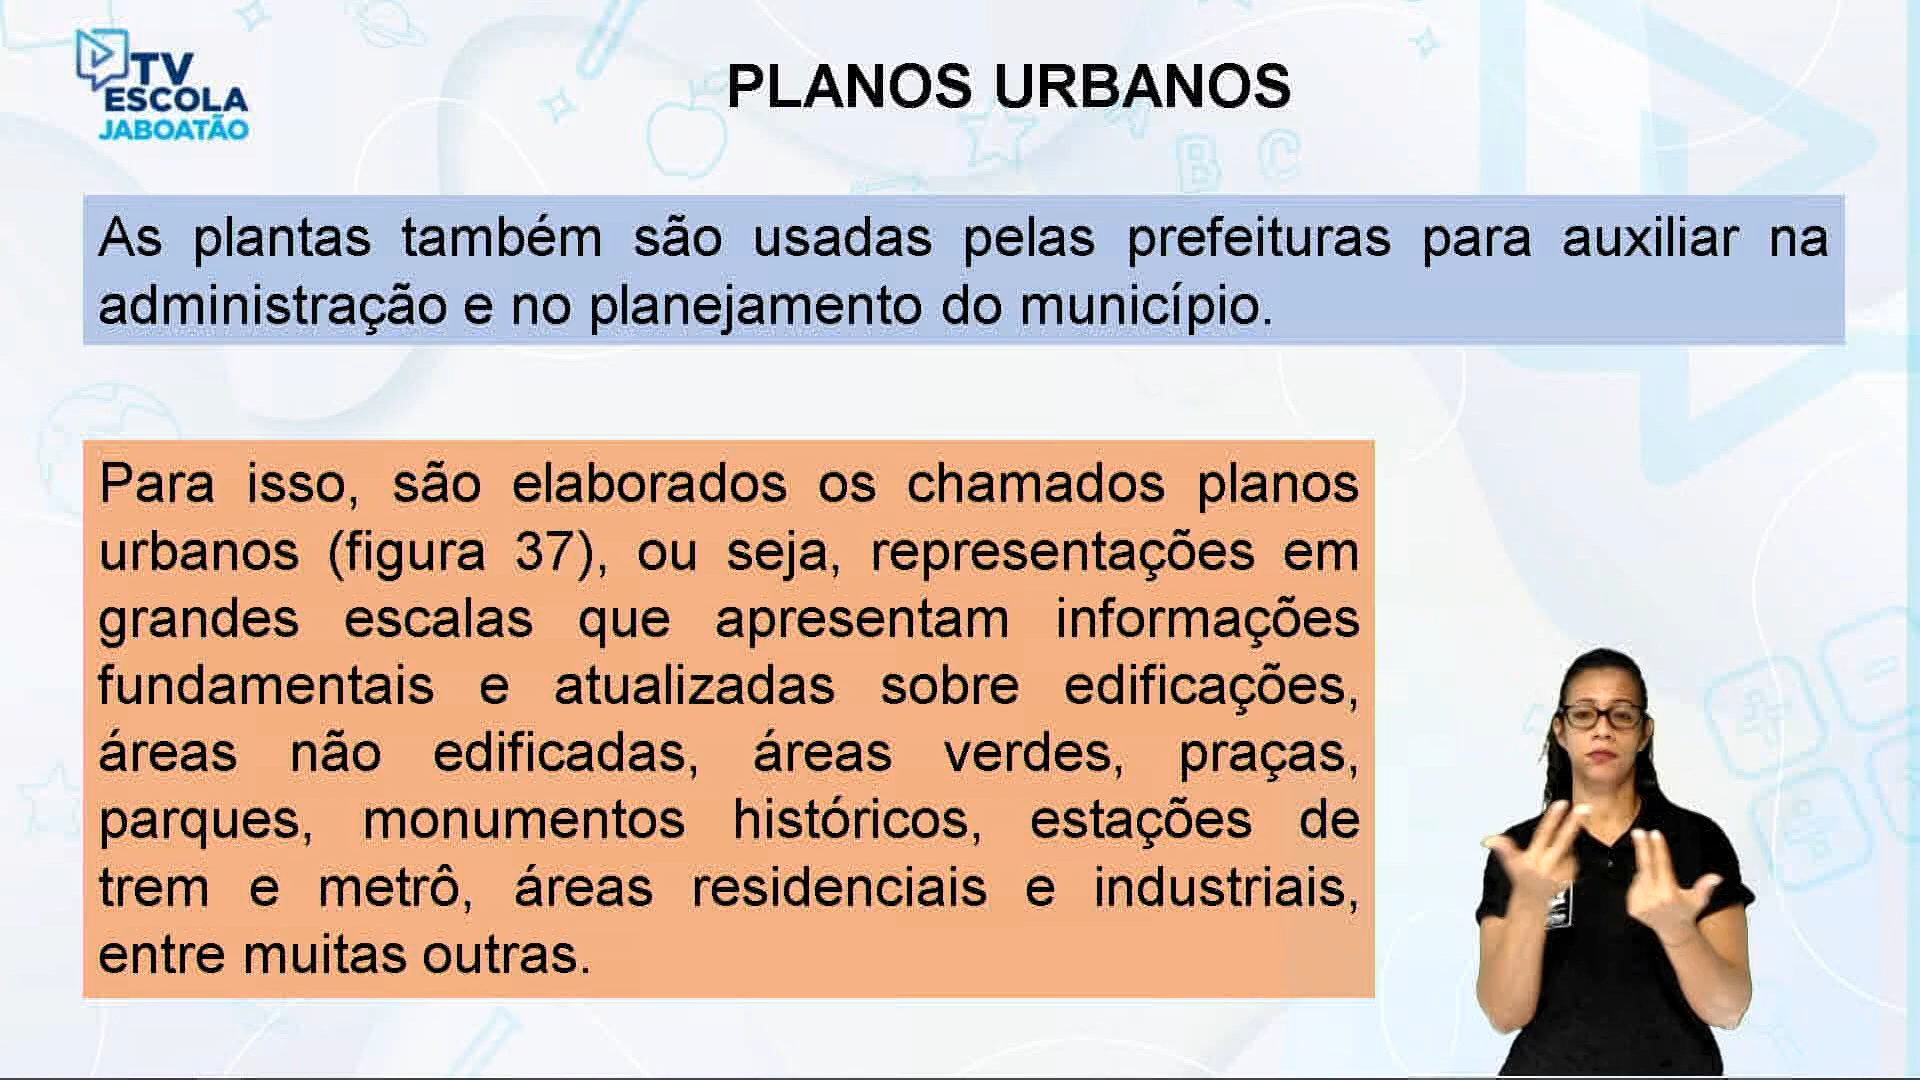 TV
ESCOLA
JABOATÃO
PLANOS URBANOS
As plantas também são usadas pelas prefeituras para auxiliar na
administração e no planejamento do município.
Para isso, são elaborados os chamados planos
urbanos (figura 37), ou seja, representações em
grandes escalas que apresentam informações
fundamentais e atualizadas sobre edificações,
áreas não edificadas, áreas verdes, praças,
parques, monumentos históricos, estações de
trem e metrô, áreas residenciais e industriais,
entre muitas outras.
A B C